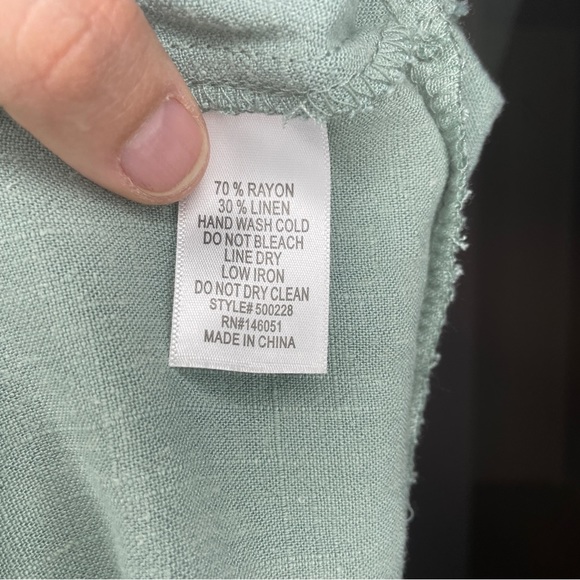 70 % RAYON
30 % LINEN
HAND WASH COLD
DO NOT BLEACH
LINE DRY
LOW IRON
DO NOT DRY CLEAN
STYLE# 500228
RN#146051
MADE IN CHINA